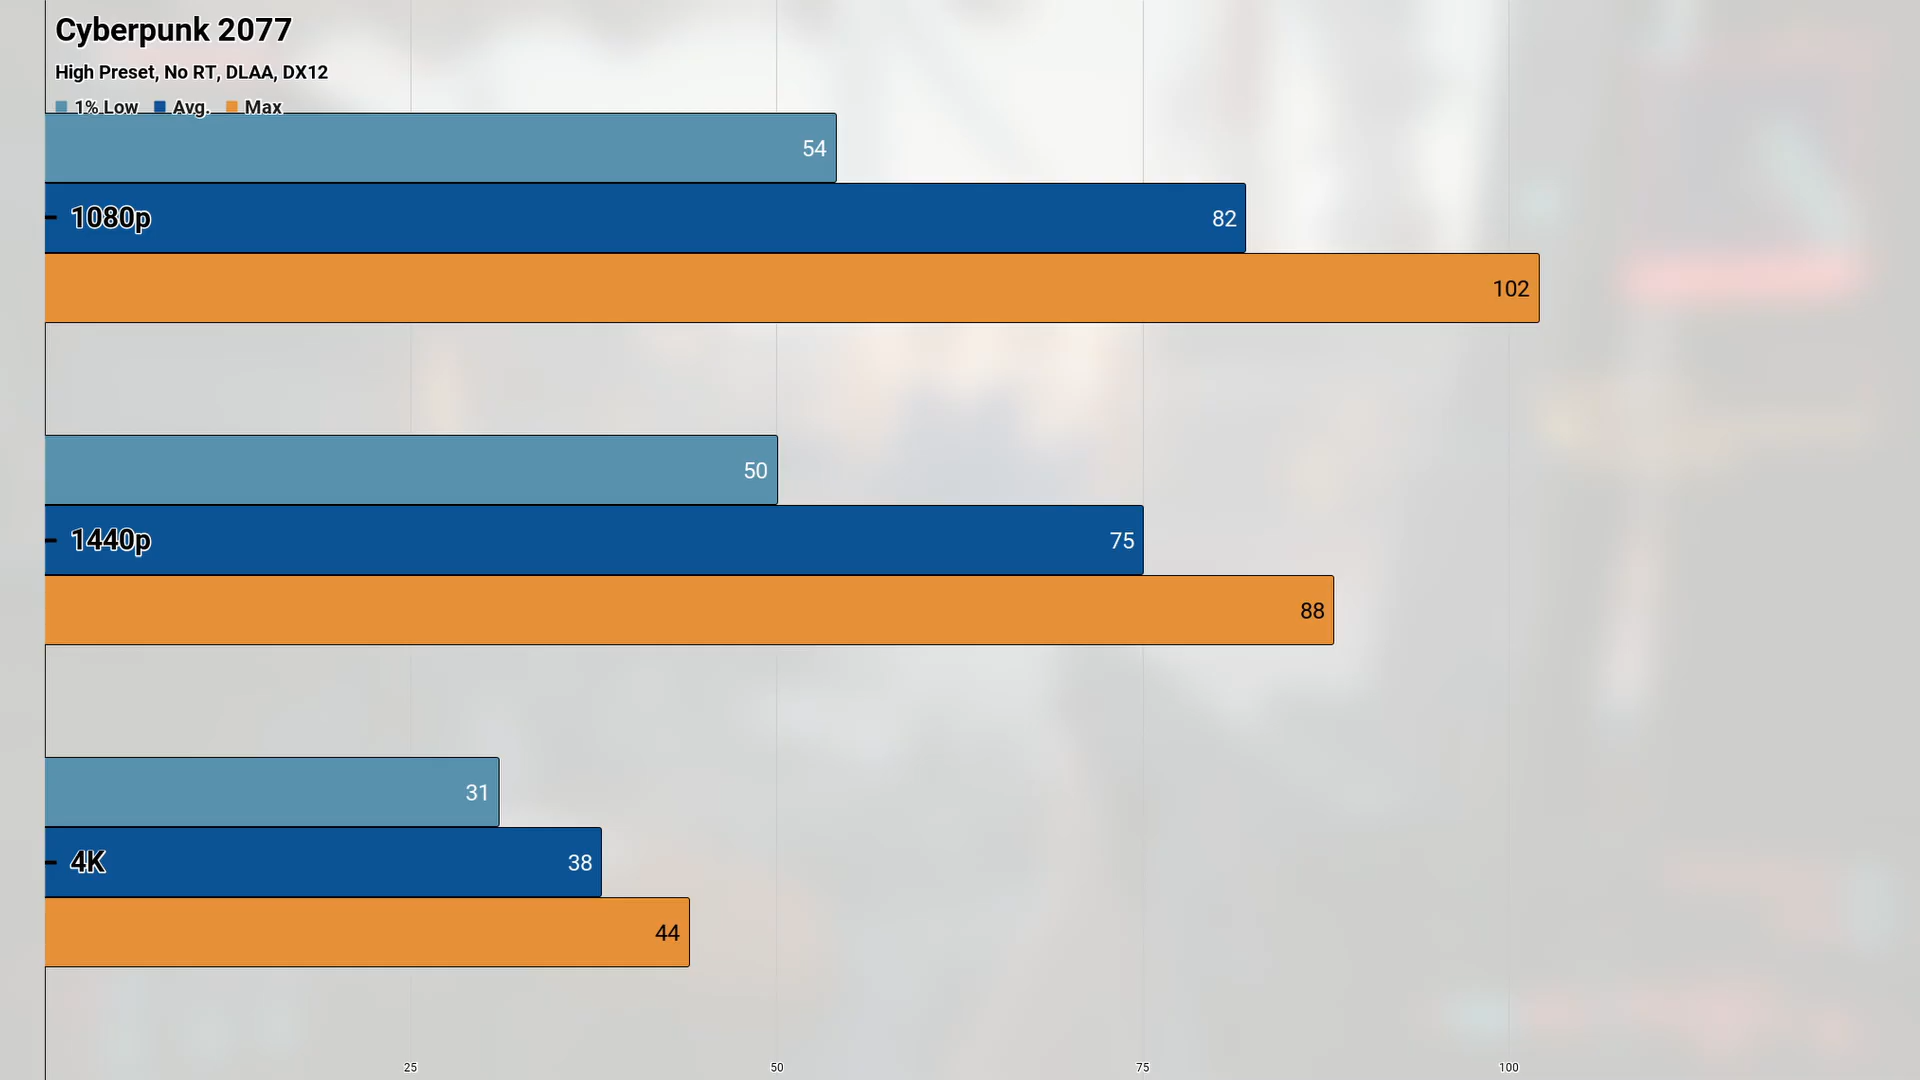 Cyberpunk 2077
High Preset, No RT, DLAA, DX12
1% Low Avg. Max
54
1080p 82
102
50
1440p 75
88
31
4K 38
44
25 50 75 100